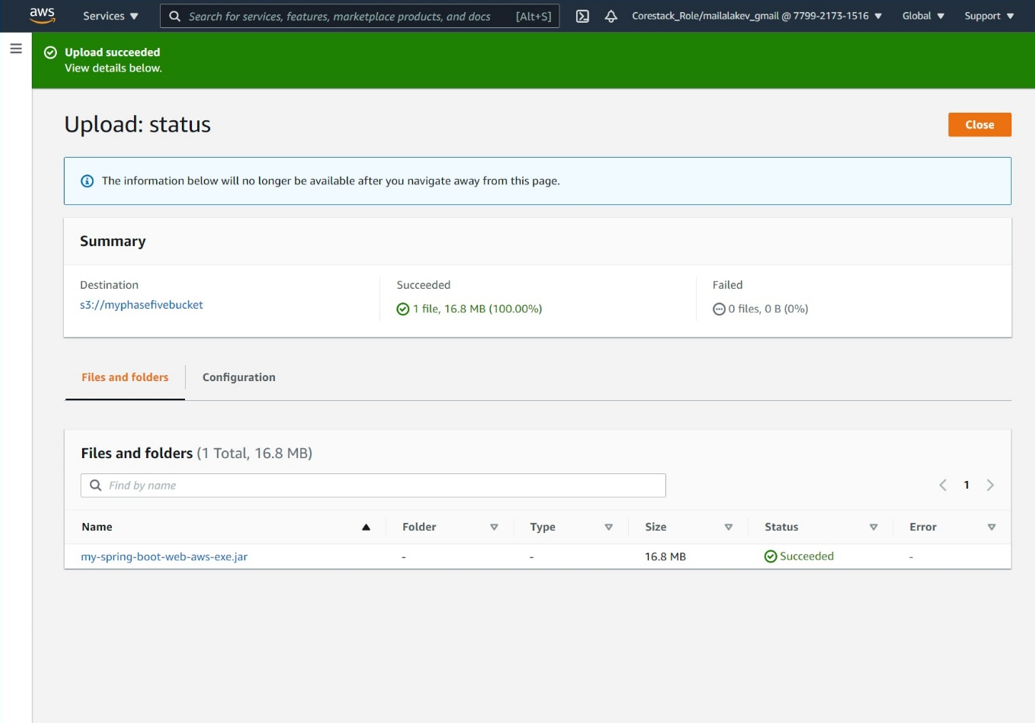 aws Services Search for services, features, marketplace products, and docs [Alt+S] Corestack_Role/mailalakev_gmail @ 7799-2173-1516 Global Support
Upload succeeded
View details below.
Upload: status
Close
The information below will no longer be available after you navigate away from this page.
Summary
Destination Succeeded Failed
s3://myphasefivebucket 1 file, 16.8 MB (100.00%) 0 files, 0 B (0%)
Files and folders Configuration
Files and folders (1 Total, 16.8 MB)
Find by name 1
Name Folder Type Size Status Error
my-spring-boot-web-aws-exe.jar - - 16.8 MB Succeeded -